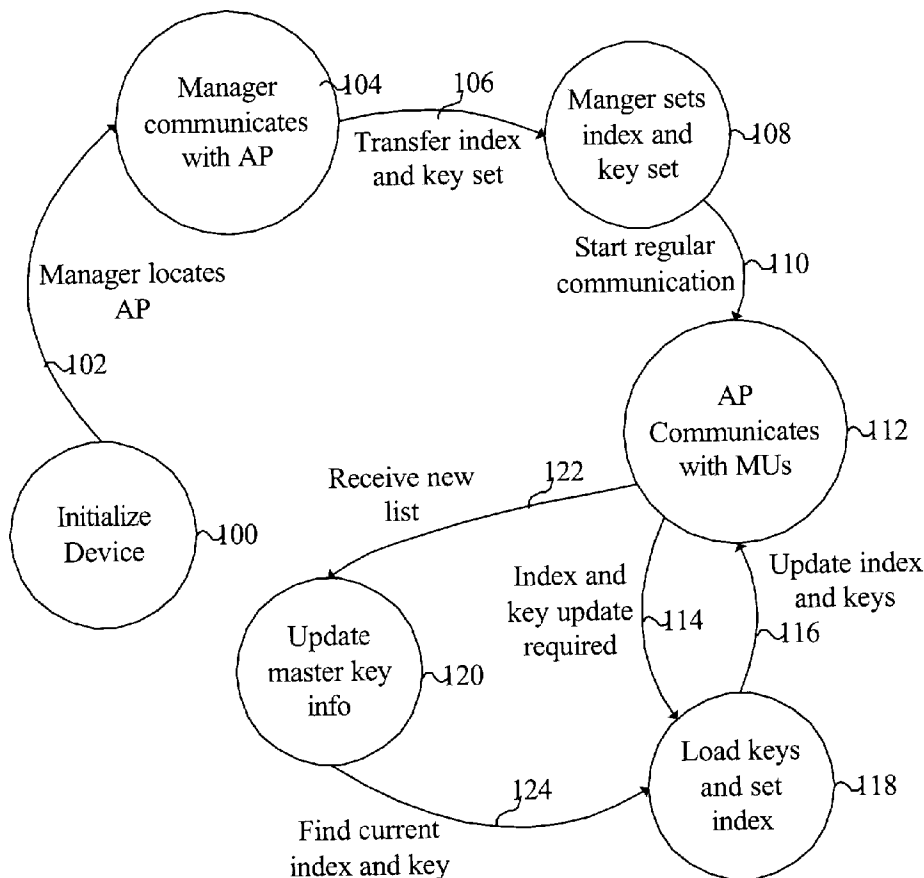 Manager
communicates
with AP
104
106
Transfer index
and key set
Manger sets
index and
key set
108
Start regular
communication
110
Manager locates
AP
102
Initialize
Device
100
AP
Communicates
with MUs
112
Receive new
list
122
Index and
key update
required
114
Update index
and keys
116
Update
master key
info
120
Load keys
and set
index
118
124
Find current
index and key